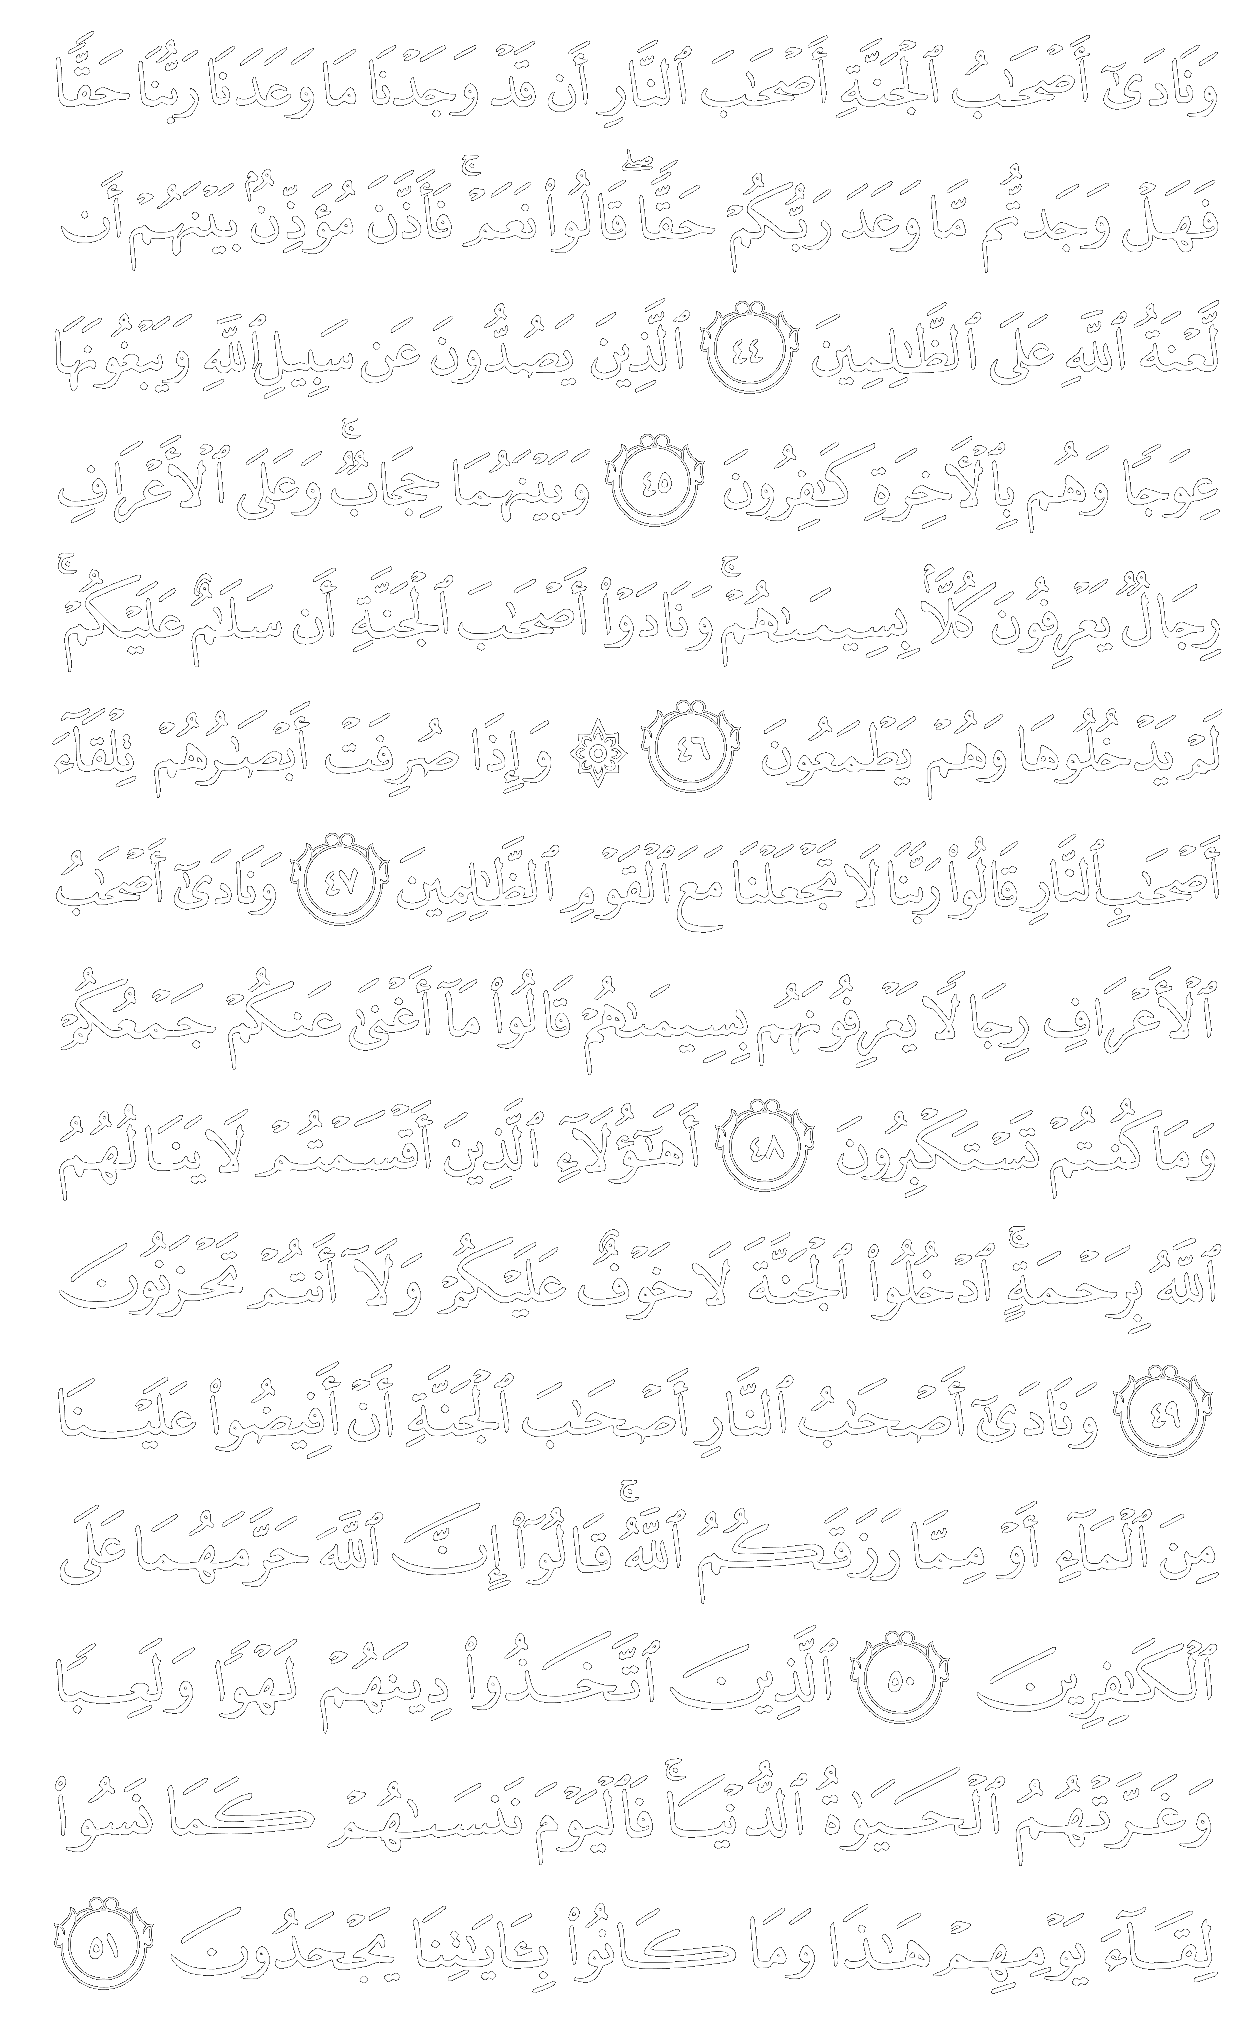 وَنَادَىٰٓ أَصْحَٰبُ ٱلْجَنَّةِ أَصْحَٰبَ ٱلنَّارِ أَن قَدْ وَجَدْنَا مَا وَعَدَنَا رَبُّنَا حَقًّا
فَهَلْ وَجَدتُّم مَّا وَعَدَ رَبُّكُمْ حَقًّا ۖ قَالُوا۟ نَعَمْ ۚ فَأَذَّنَ مُؤَذِّنٌۢ بَيْنَهُمْ أَن
لَّعْنَةُ ٱللَّهِ عَلَى ٱلظَّٰلِمِينَ ٤٤ ٱلَّذِينَ يَصُدُّونَ عَن سَبِيلِ ٱللَّهِ وَيَبْغُونَهَا
عِوَجًا وَهُم بِٱلْأَخِرَةِ كَٰفِرُونَ ٤٥ وَبَيْنَهُمَا حِجَابٌ ۚ وَعَلَى ٱلْأَعْرَافِ
رِجَالٌ يَعْرِفُونَ كُلًّۢا بِسِيمَىٰهُمْ ۚ وَنَادَوْا۟ أَصْحَٰبَ ٱلْجَنَّةِ أَن سَلَٰمٌ عَلَيْكُمْ ۚ
لَمْ يَدْخُلُوهَا وَهُمْ يَطْمَعُونَ ٤٦ ۞ وَإِذَا صُرِفَتْ أَبْصَٰرُهُمْ تِلْقَآءَ
أَصْحَٰبِ ٱلنَّارِ قَالُوا۟ رَبَّنَا لَا تَجْعَلْنَا مَعَ ٱلْقَوْمِ ٱلظَّٰلِمِينَ ٤٧ وَنَادَىٰٓ أَصْحَٰبُ
ٱلْأَعْرَافِ رِجَالًا يَعْرِفُونَهُم بِسِيمَىٰهُمْ قَالُوا۟ مَآ أَغْنَىٰ عَنكُمْ جَمْعُكُمْ
وَمَا كُنتُمْ تَسْتَكْبِرُونَ ٤٨ أَهَٰٓؤُلَآءِ ٱلَّذِينَ أَقْسَمْتُمْ لَا يَنَالُهُمُ
ٱللَّهُ بِرَحْمَةٍ ۚ ٱدْخُلُوا۟ ٱلْجَنَّةَ لَا خَوْفٌ عَلَيْكُمْ وَلَآ أَنتُمْ تَحْزَنُونَ
٤٩ وَنَادَىٰٓ أَصْحَٰبُ ٱلنَّارِ أَصْحَٰبَ ٱلْجَنَّةِ أَنْ أَفِيضُوا۟ عَلَيْنَا
مِنَ ٱلْمَآءِ أَوْ مِمَّا رَزَقَكُمُ ٱللَّهُ ۚ قَالُوٓا۟ إِنَّ ٱللَّهَ حَرَّمَهُمَا عَلَى
ٱلْكَٰفِرِينَ ٥٠ ٱلَّذِينَ ٱتَّخَذُوا۟ دِينَهُمْ لَهْوًا وَلَعِبًا
وَغَرَّتْهُمُ ٱلْحَيَوٰةُ ٱلدُّنْيَا ۚ فَٱلْيَوْمَ نَنسَىٰهُمْ كَمَا نَسُوا۟
لِقَآءَ يَوْمِهِمْ هَٰذَا وَمَا كَانُوا۟ بِـَٔايَٰتِنَا يَجْحَدُونَ ٥١